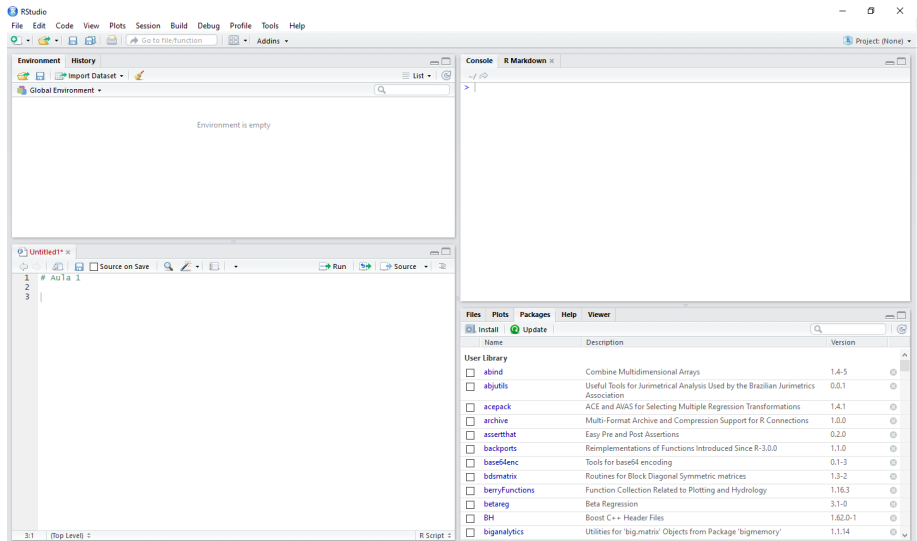 RStudio
File Edit Code View Plots Session Build Debug Profile Tools Help
Go to file/function Addins Project: (None)
Environment History
Import Dataset List
Global Environment
Environment is empty
Untitled1*
Source on Save Run Source
1 # Aula 1
2
3
3:1 (Top Level) R Script
Console R Markdown
~/
>
Files Plots Packages Help Viewer
Install Update
Name Description Version
User Library
abind Combine Multidimensional Arrays 1.4-5
abjutils Useful Tools for Jurimetrical Analysis Used by the Brazilian Jurimetrics 0.0.1
Association
acepack ACE and AVAS for Selecting Multiple Regression Transformations 1.4.1
archive Multi-Format Archive and Compression Support for R Connections 1.0.0
assertthat Easy Pre and Post Assertions 0.2.0
backports Reimplementations of Functions Introduced Since R-3.0.0 1.1.0
base64enc Tools for base64 encoding 0.1-3
bdsmatrix Routines for Block Diagonal Symmetric matrices 1.3-2
berryFunctions Function Collection Related to Plotting and Hydrology 1.16.3
betareg Beta Regression 3.1-0
BH Boost C++ Header Files 1.62.0-1
biganalytics Utilities for 'big.matrix' Objects from Package 'bigmemory' 1.1.14